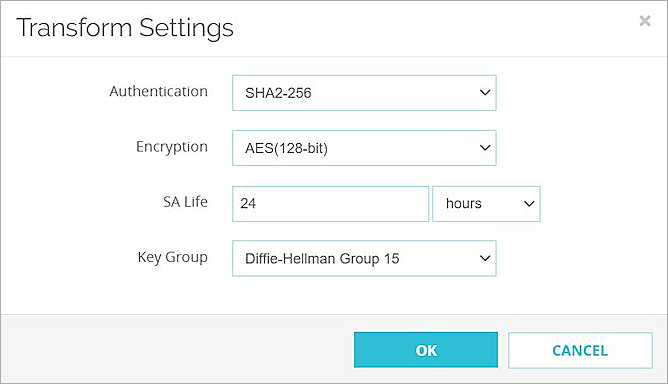 Transform Settings ×
Authentication SHA2-256
Encryption AES(128-bit)
SA Life 24 hours
Key Group Diffie-Hellman Group 15
OK CANCEL